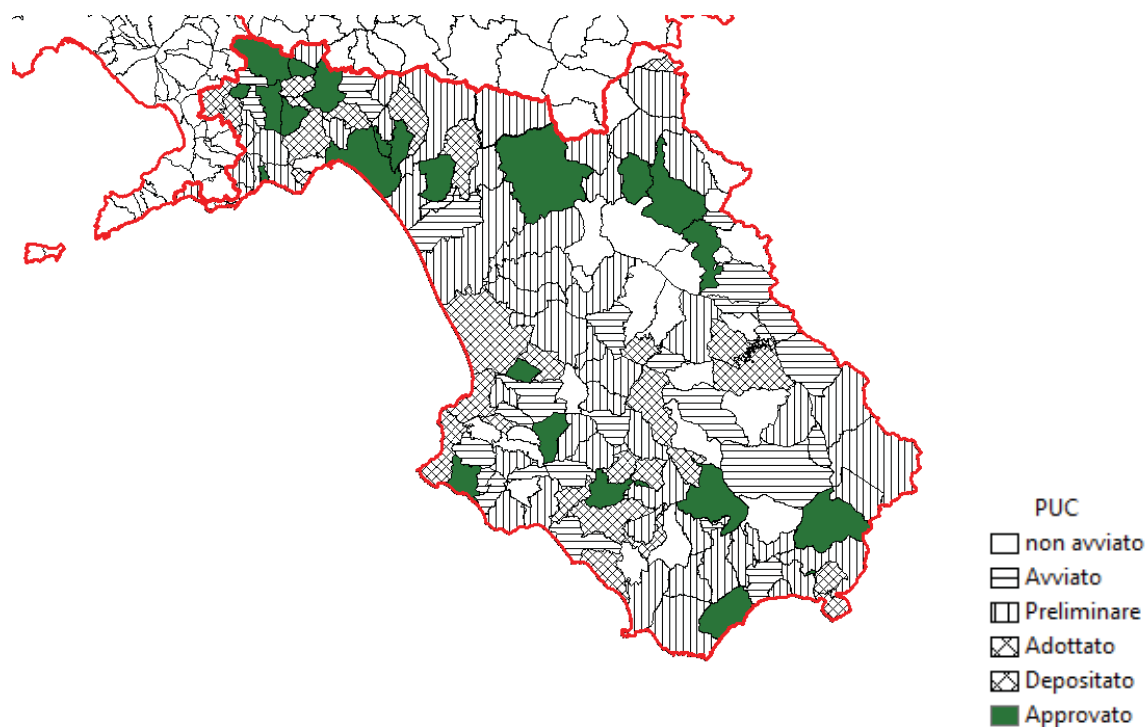 PUC
non avviato
Avviato
Preliminare
Adottato
Depositato
Approvato